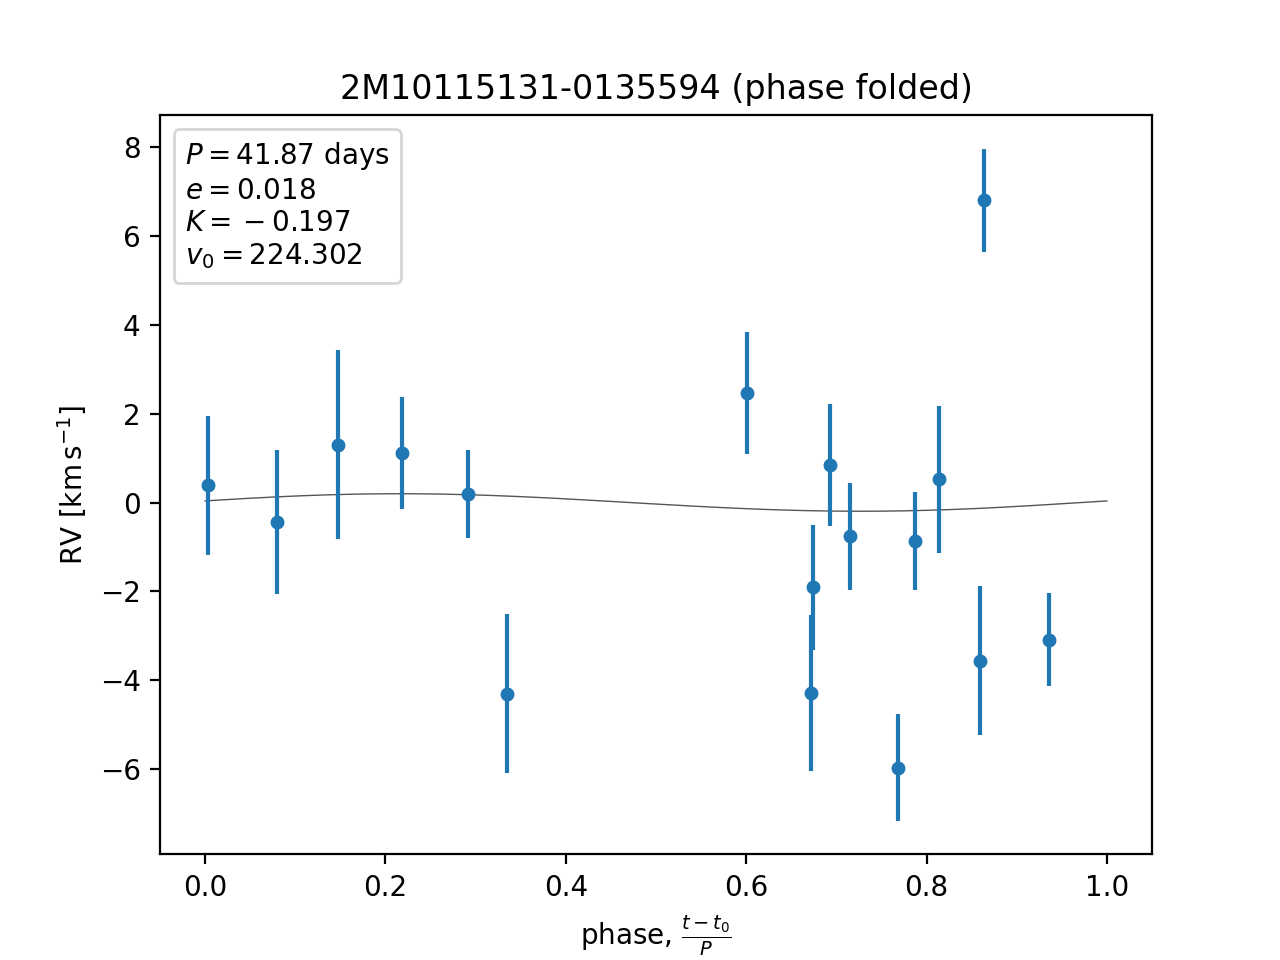 2M10115131-0135594 (phase folded)
P = 41.87 days
e = 0.018
K = −0.197
v₀ = 224.302
8
6
4
2
0
−2
−4
−6
RV [km s⁻¹]
0.0 0.2 0.4 0.6 0.8 1.0
phase, (t − t₀)/P